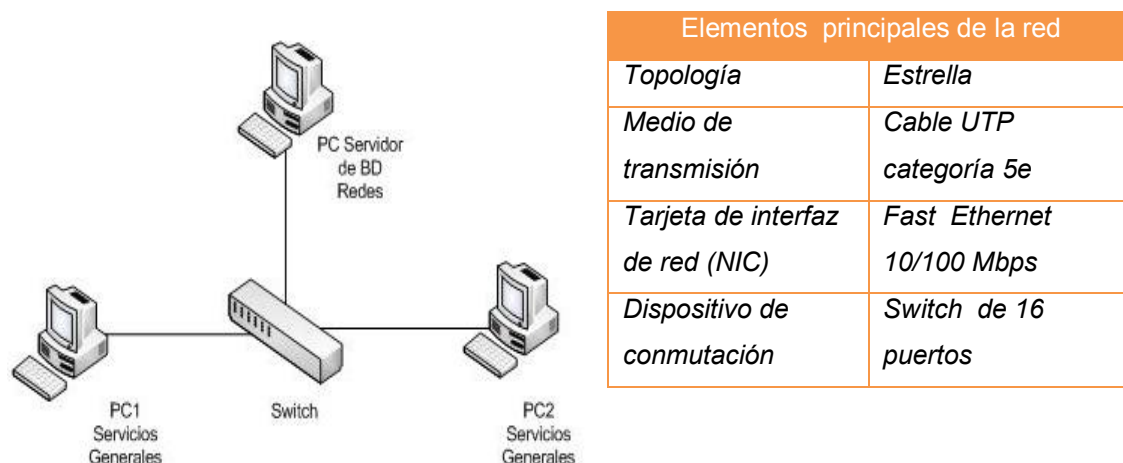 PC Servidor
de BD
Redes
PC1
Servicios
Generales
Switch
PC2
Servicios
Generales
Elementos principales de la red
Topología Estrella
Medio de transmisión Cable UTP categoría 5e
Tarjeta de interfaz de red (NIC) Fast Ethernet 10/100 Mbps
Dispositivo de conmutación Switch de 16 puertos